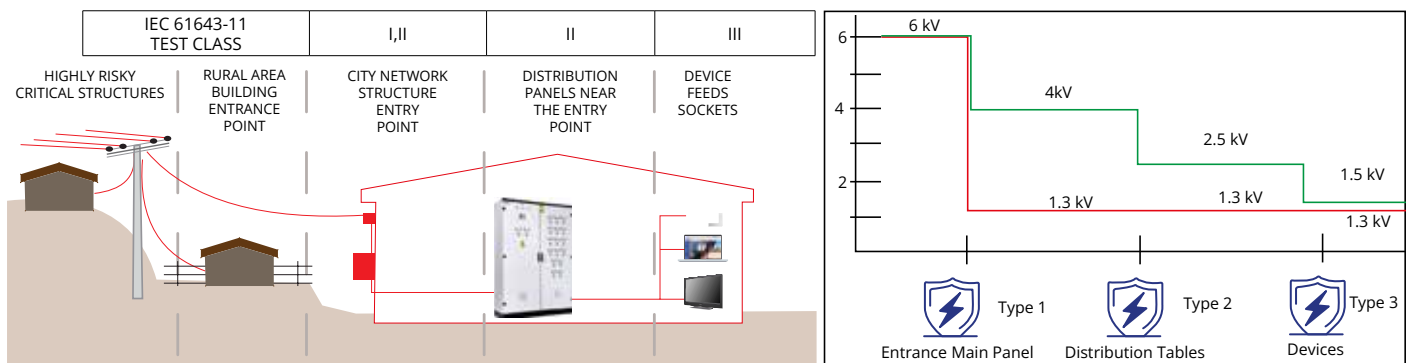 IEC 61643-11
TEST CLASS
I,II
II
III
HIGHLY RISKY
CRITICAL STRUCTURES
RURAL AREA
BUILDING
ENTRANCE
POINT
CITY NETWORK
STRUCTURE
ENTRY
POINT
DISTRIBUTION
PANELS NEAR
THE ENTRY
POINT
DEVICE
FEEDS
SOCKETS
6
4
2
6 kV
4kV
2.5 kV
1.5 kV
1.3 kV
1.3 kV
1.3 kV
Type 1
Type 2
Type 3
Entrance Main Panel
Distribution Tables
Devices